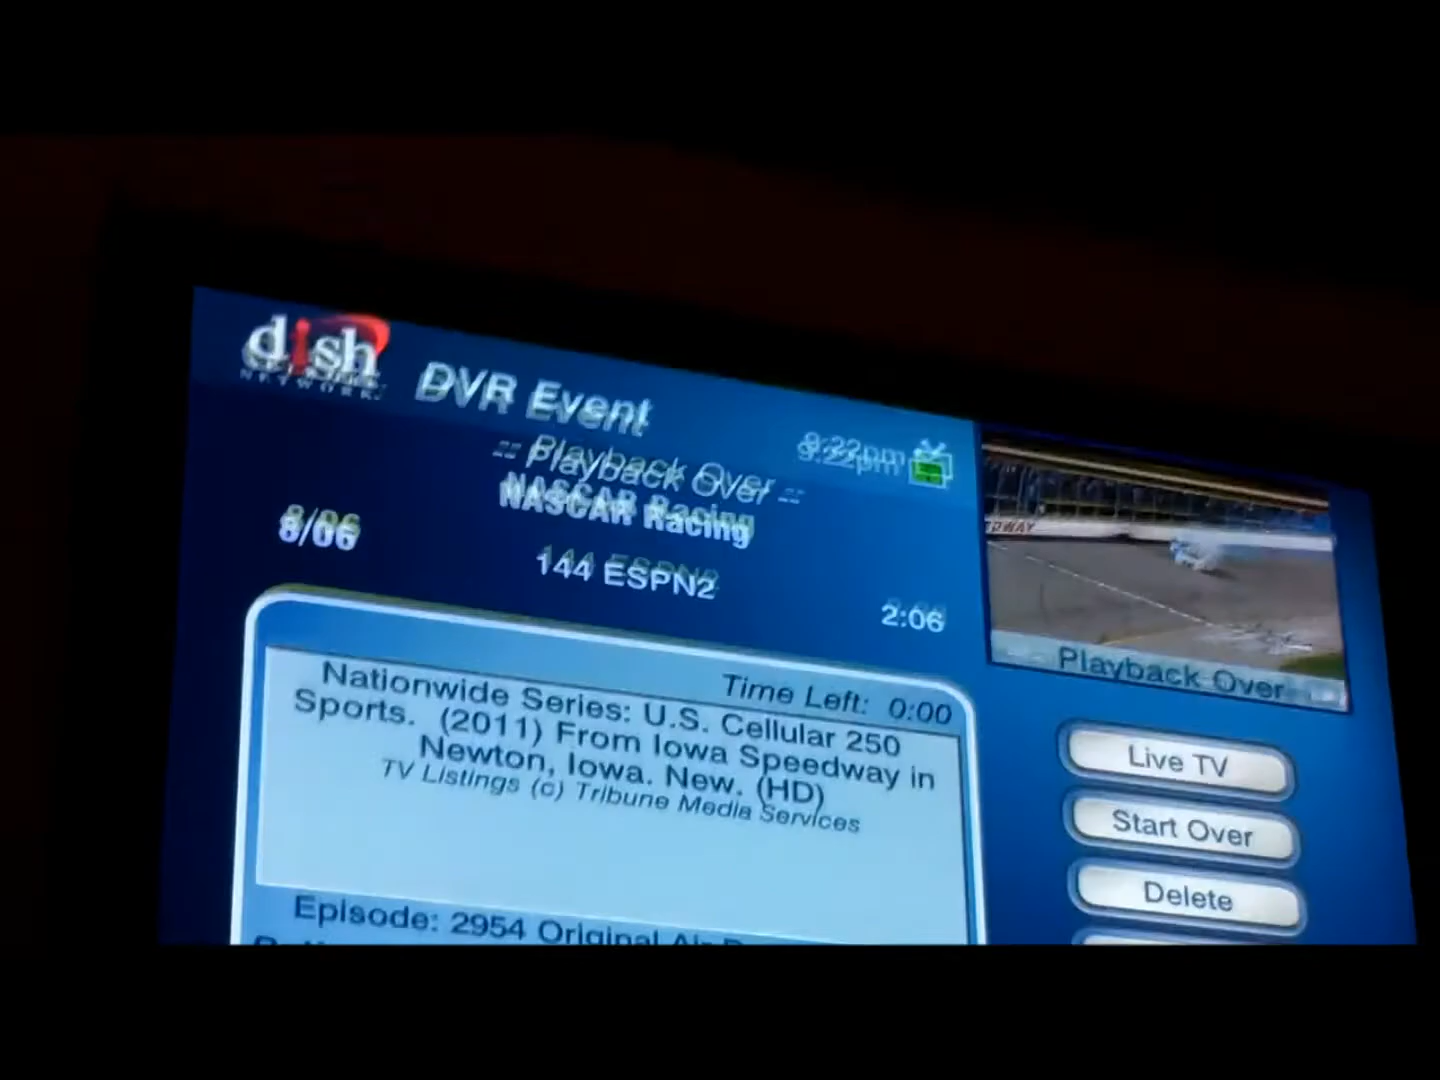 dish
NETWORK
DVR Event
9:22pm
-- Playback Over --
NASCAR Racing
8/06
144 ESPN2
2:06
TDWAY
Playback Over
Time Left: 0:00
Nationwide Series: U.S. Cellular 250
Sports. (2011) From Iowa Speedway in
Newton, Iowa. New. (HD)
TV Listings (c) Tribune Media Services
Episode: 2954 Original Air D
Live TV
Start Over
Delete